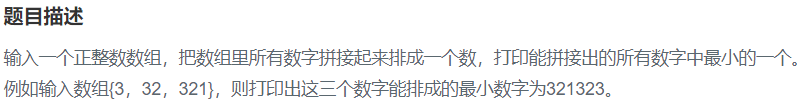 题目描述
输入一个正整数数组，把数组里所有数字拼接起来排成一个数，打印能拼接出的所有数字中最小的一个。
例如输入数组{3，32，321}，则打印出这三个数字能排成的最小数字为321323。